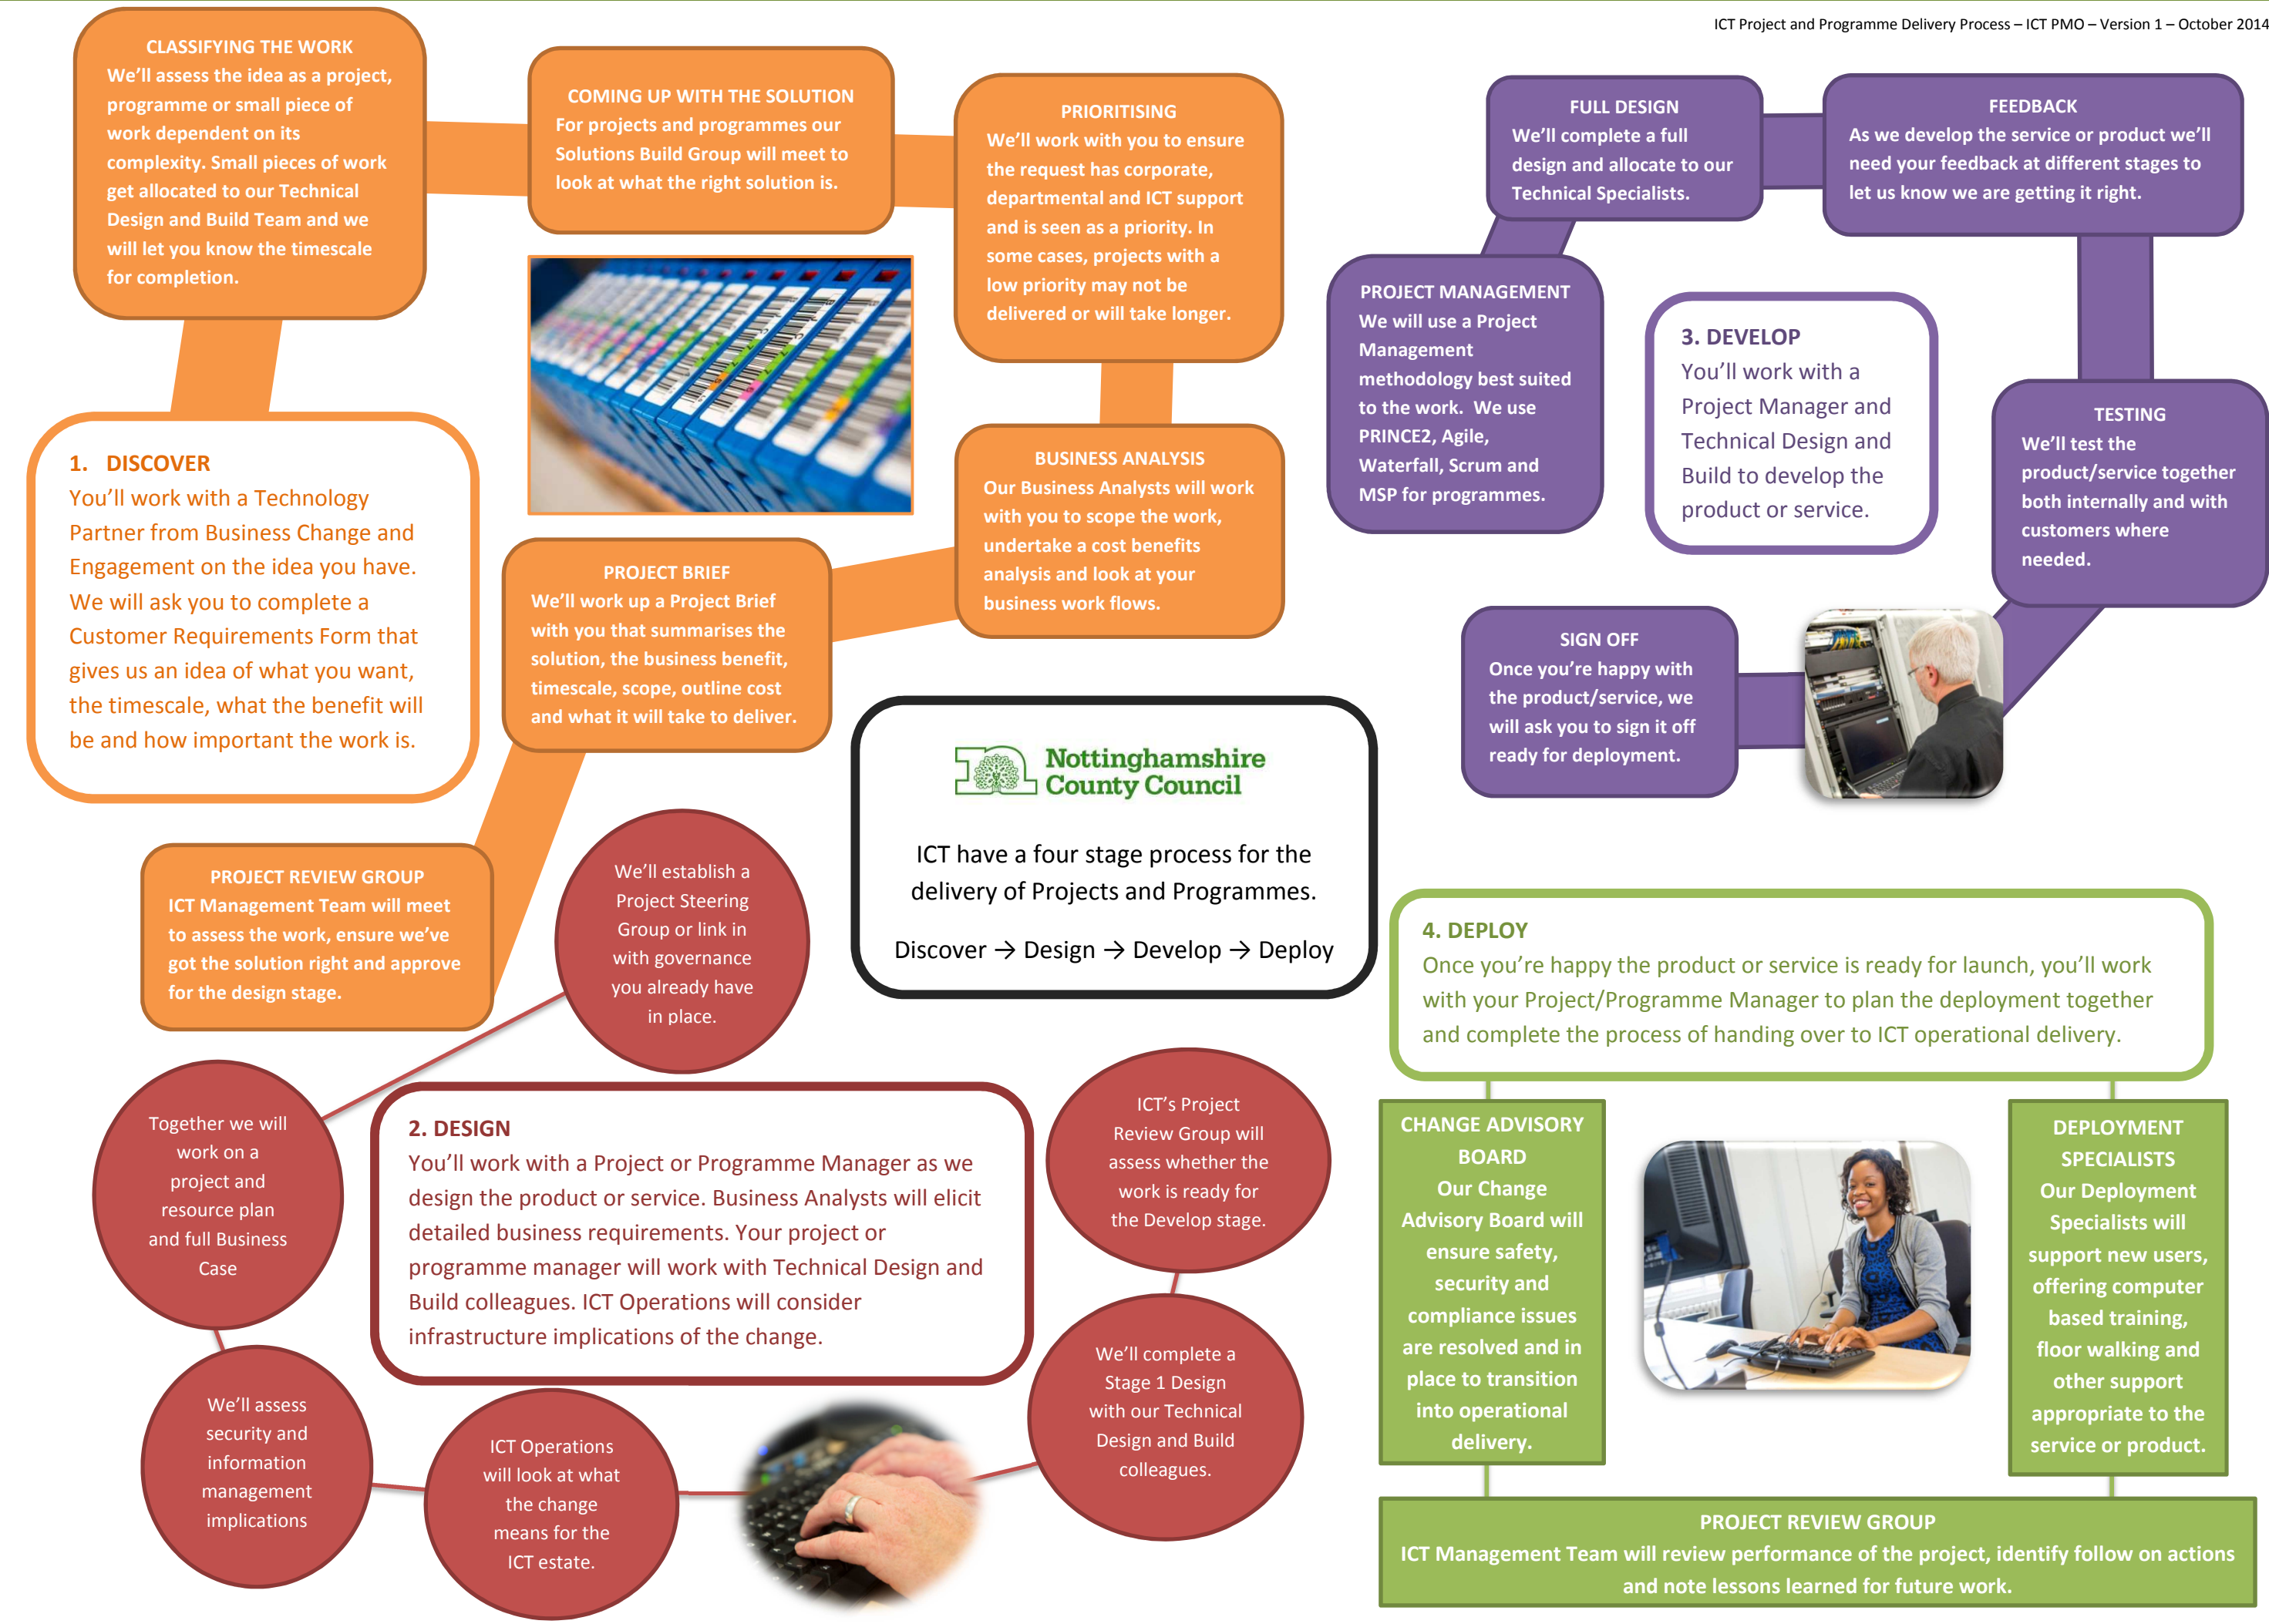 ICT Project and Programme Delivery Process – ICT PMO – Version 1 – October 2014
CLASSIFYING THE WORK
We'll assess the idea as a project,
programme or small piece of
work dependent on its
complexity. Small pieces of work
get allocated to our Technical
Design and Build Team and we
will let you know the timescale
for completion.
COMING UP WITH THE SOLUTION
For projects and programmes our
Solutions Build Group will meet to
look at what the right solution is.
PRIORITISING
We'll work with you to ensure
the request has corporate,
departmental and ICT support
and is seen as a priority. In
some cases, projects with a
low priority may not be
delivered or will take longer.
1. DISCOVER
You'll work with a Technology
Partner from Business Change and
Engagement on the idea you have.
We will ask you to complete a
Customer Requirements Form that
gives us an idea of what you want,
the timescale, what the benefit will
be and how important the work is.
BUSINESS ANALYSIS
Our Business Analysts will work
with you to scope the work,
undertake a cost benefits
analysis and look at your
business work flows.
PROJECT BRIEF
We'll work up a Project Brief
with you that summarises the
solution, the business benefit,
timescale, scope, outline cost
and what it will take to deliver.
PROJECT REVIEW GROUP
ICT Management Team will meet
to assess the work, ensure we've
got the solution right and approve
for the design stage.
Nottinghamshire
County Council
ICT have a four stage process for the
delivery of Projects and Programmes.
Discover → Design → Develop → Deploy
We'll establish a
Project Steering
Group or link in
with governance
you already have
in place.
Together we will
work on a
project and
resource plan
and full Business
Case
2. DESIGN
You'll work with a Project or Programme Manager as we
design the product or service. Business Analysts will elicit
detailed business requirements. Your project or
programme manager will work with Technical Design and
Build colleagues. ICT Operations will consider
infrastructure implications of the change.
We'll assess
security and
information
management
implications
ICT Operations
will look at what
the change
means for the
ICT estate.
We'll complete a
Stage 1 Design
with our Technical
Design and Build
colleagues.
ICT's Project
Review Group will
assess whether the
work is ready for
the Develop stage.
FULL DESIGN
We'll complete a full
design and allocate to our
Technical Specialists.
FEEDBACK
As we develop the service or product we'll
need your feedback at different stages to
let us know we are getting it right.
PROJECT MANAGEMENT
We will use a Project
Management
methodology best suited
to the work. We use
PRINCE2, Agile,
Waterfall, Scrum and
MSP for programmes.
3. DEVELOP
You'll work with a
Project Manager and
Technical Design and
Build to develop the
product or service.
TESTING
We'll test the
product/service together
both internally and with
customers where
needed.
SIGN OFF
Once you're happy with
the product/service, we
will ask you to sign it off
ready for deployment.
4. DEPLOY
Once you're happy the product or service is ready for launch, you'll work
with your Project/Programme Manager to plan the deployment together
and complete the process of handing over to ICT operational delivery.
CHANGE ADVISORY
BOARD
Our Change
Advisory Board will
ensure safety,
security and
compliance issues
are resolved and in
place to transition
into operational
delivery.
DEPLOYMENT
SPECIALISTS
Our Deployment
Specialists will
support new users,
offering computer
based training,
floor walking and
other support
appropriate to the
service or product.
PROJECT REVIEW GROUP
ICT Management Team will review performance of the project, identify follow on actions
and note lessons learned for future work.